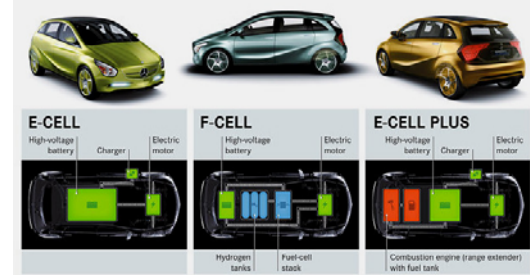 E-CELL
High-voltage
battery
Charger
Electric
motor
F-CELL
High-voltage
battery
Electric
motor
Hydrogen
tanks
Fuel-cell
stack
E-CELL PLUS
High-voltage
battery
Charger
Electric
motor
Combustion engine (range extender)
with fuel tank